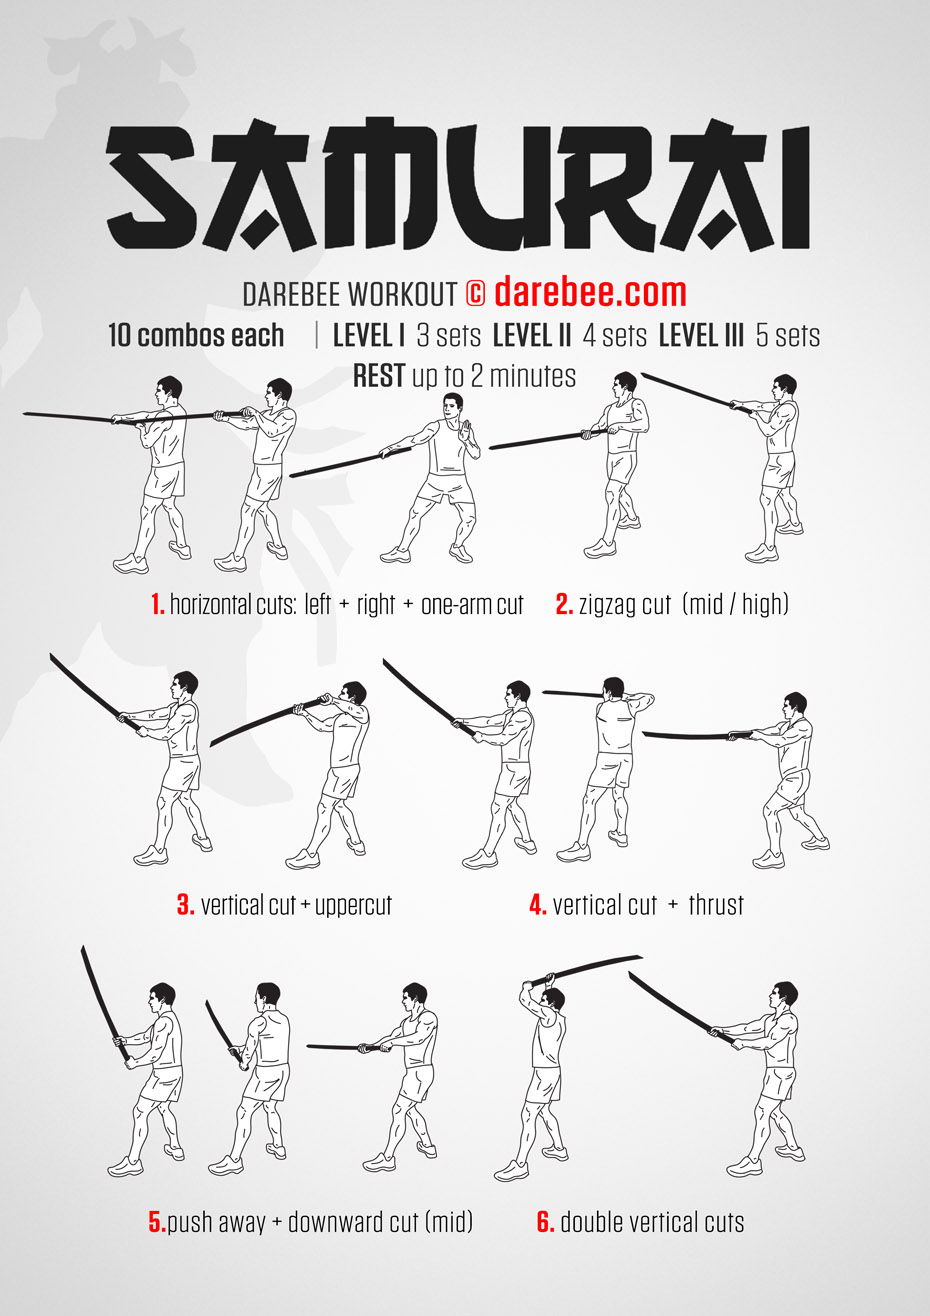 SAMURAI
DAREBEE WORKOUT © darebee.com
10 combos each | LEVEL I 3 sets LEVEL II 4 sets LEVEL III 5 sets
REST up to 2 minutes
1. horizontal cuts: left + right + one-arm cut
2. zigzag cut (mid / high)
3. vertical cut + uppercut
4. vertical cut + thrust
5.push away + downward cut (mid)
6. double vertical cuts